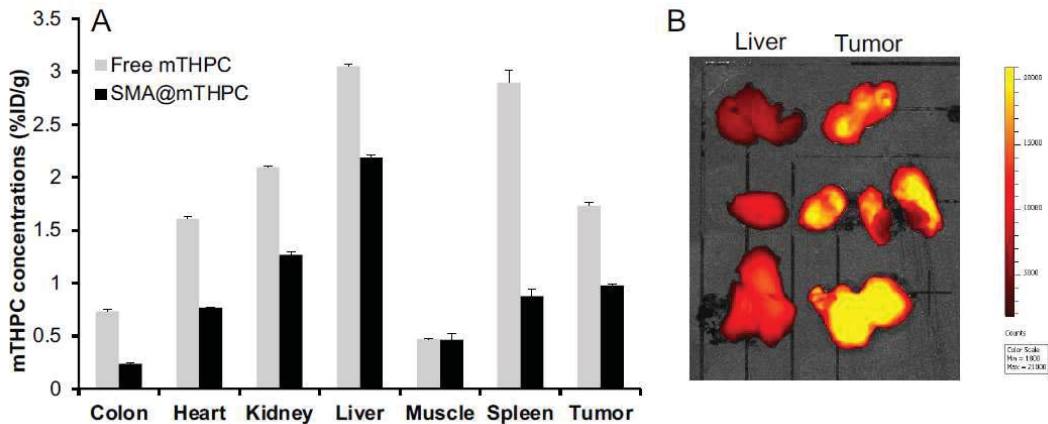 A
mTHPC concentrations (%ID/g)
3.5
3
2.5
2
1.5
1
0.5
0
Free mTHPC
SMA@mTHPC
Colon Heart Kidney Liver Muscle Spleen Tumor
B
Liver Tumor
20000
15000
10000
5000
Counts
Color Scale
Min = 1800
Max = 21000